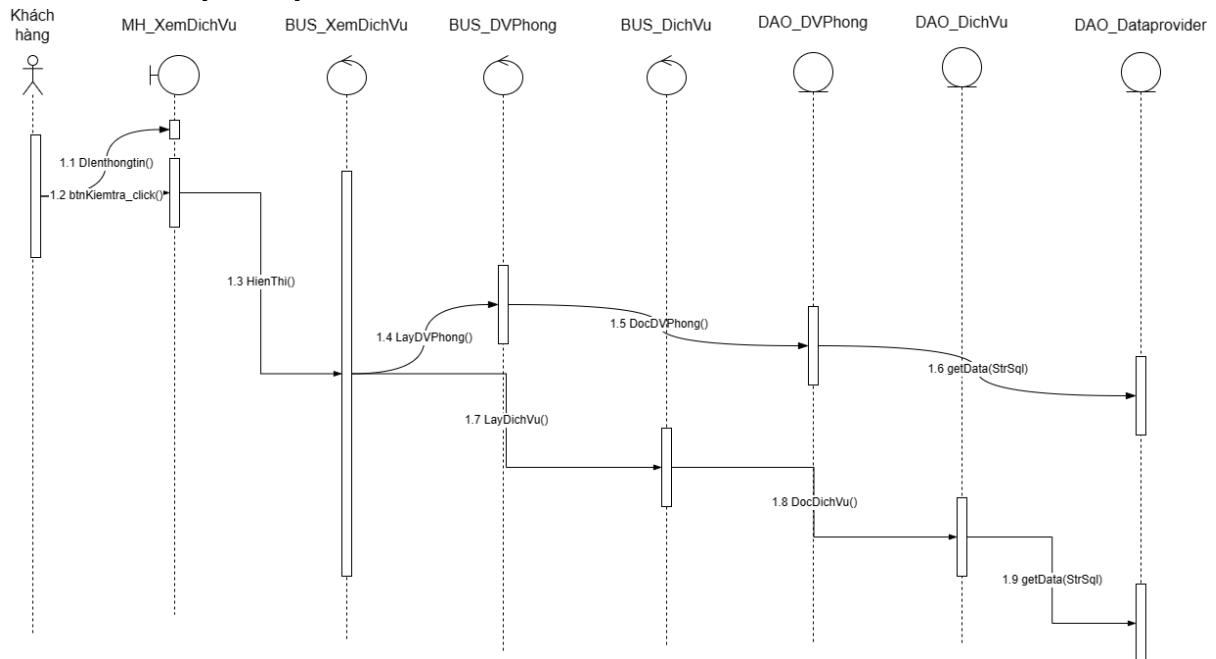 Khách
hàng
MH_XemDichVu
BUS_XemDichVu
BUS_DVPhong
BUS_DichVu
DAO_DVPhong
DAO_DichVu
DAO_Dataprovider
1.1 DIenthongtin()
1.2 btnKiemtra_click()
1.3 HienThi()
1.4 LayDVPhong()
1.5 DocDVPhong()
1.6 getData(StrSql)
1.7 LayDichVu()
1.8 DocDichVu()
1.9 getData(StrSql)